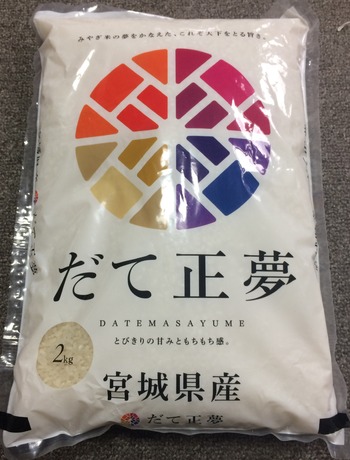 みやぎ米の夢をかなえた、これぞ天下をとる旨さ。
だて正夢
DATEMASAYUME
とびきりの甘みともちもち感。
2kg
宮城県産
だて正夢